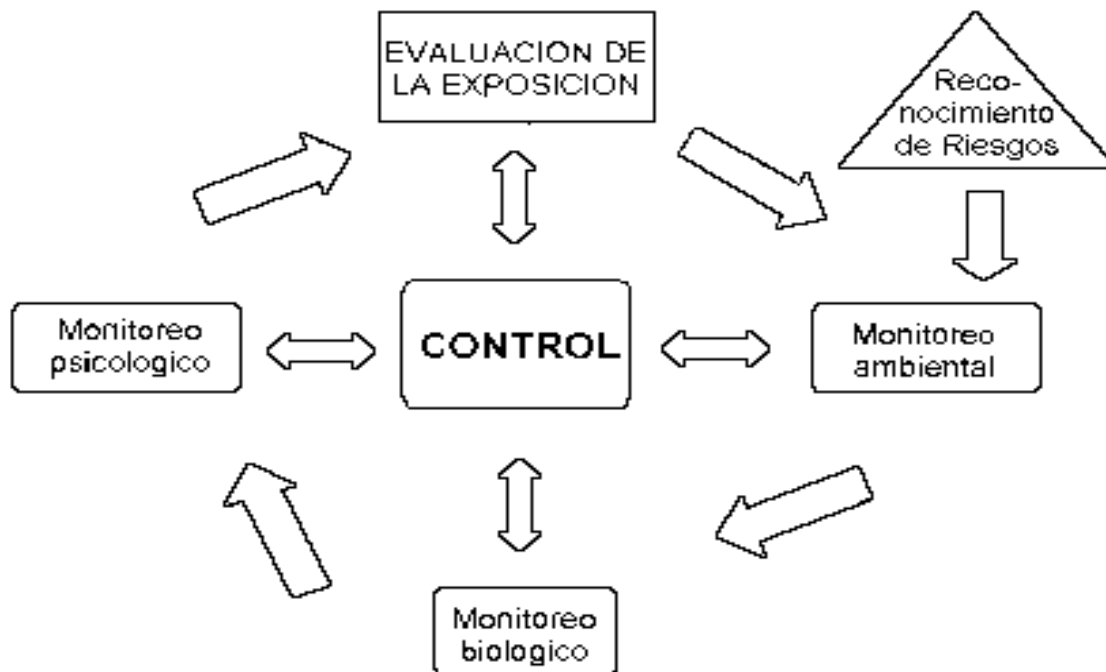 EVALUACION DE
LA EXPOSICION
Reco-
nocimiento
de Riesgos
Monitoreo
psicologico
CONTROL
Monitoreo
ambiental
Monitoreo
biologico